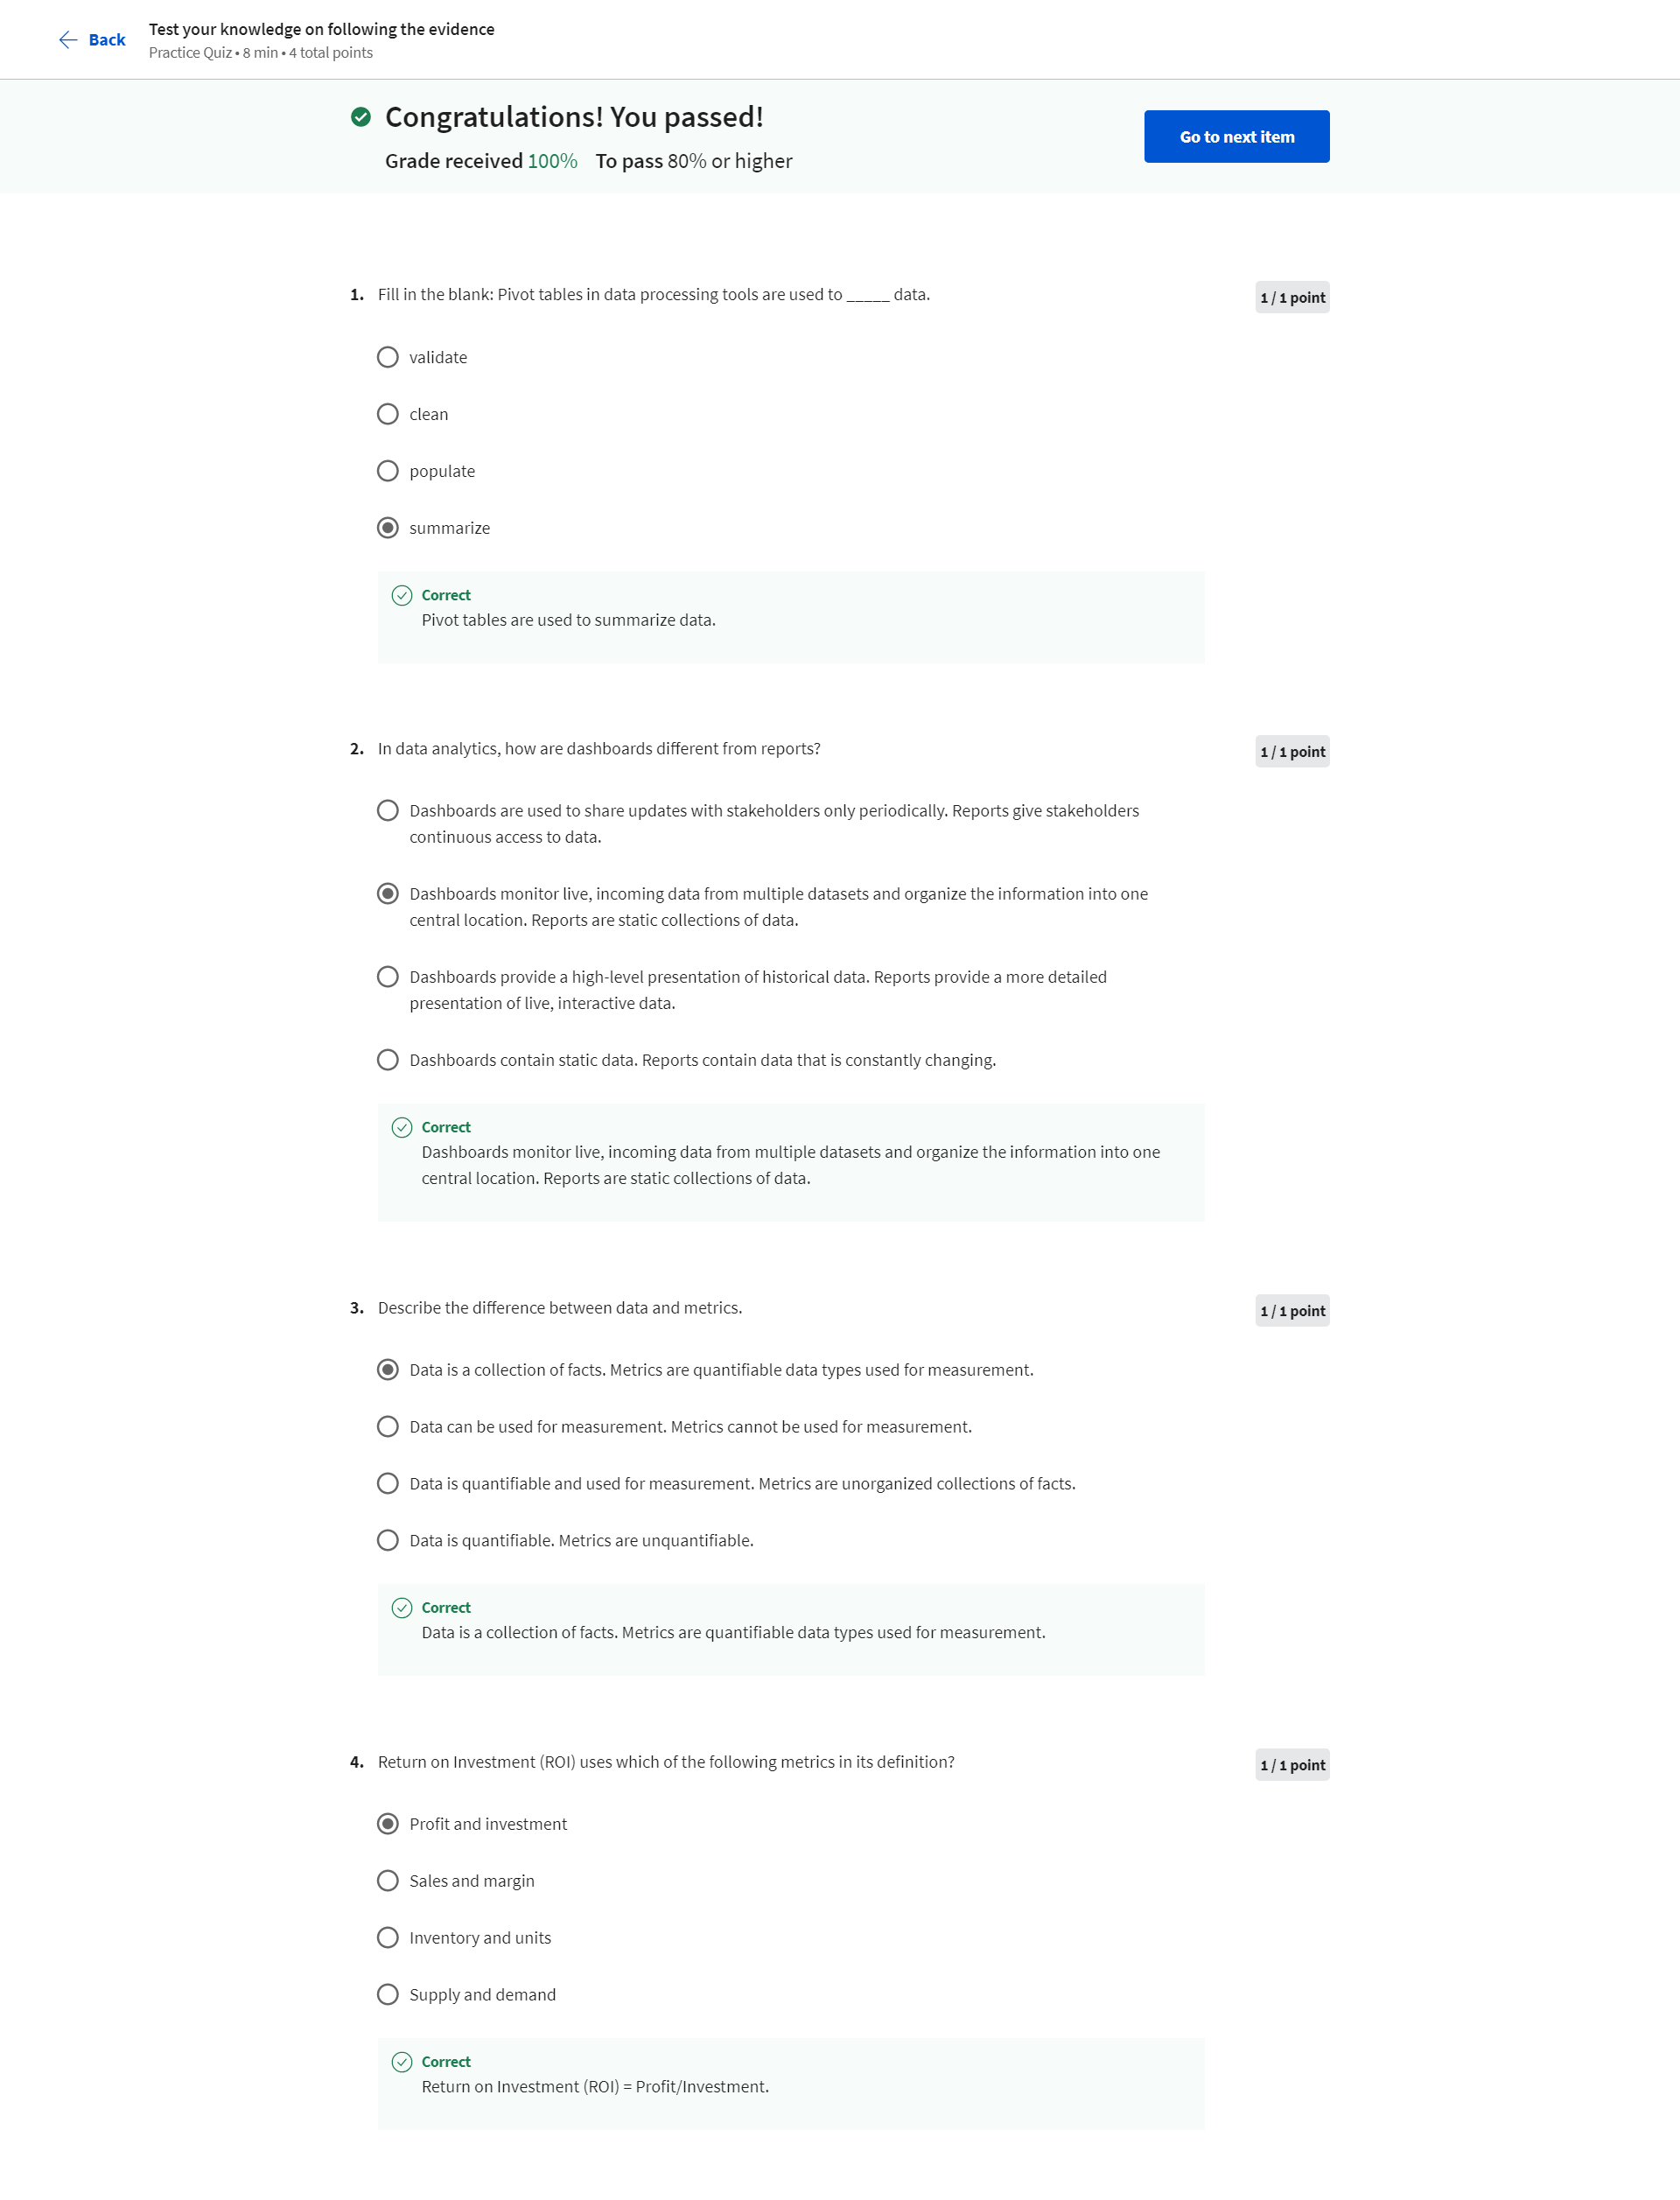 Back
Test your knowledge on following the evidence
Practice Quiz • 8 min • 4 total points
Congratulations! You passed!
Grade received 100% To pass 80% or higher
Go to next item
1. Fill in the blank: Pivot tables in data processing tools are used to _____ data.
1 / 1 point
validate
clean
populate
summarize
Correct
Pivot tables are used to summarize data.
2. In data analytics, how are dashboards different from reports?
1 / 1 point
Dashboards are used to share updates with stakeholders only periodically. Reports give stakeholders
continuous access to data.
Dashboards monitor live, incoming data from multiple datasets and organize the information into one
central location. Reports are static collections of data.
Dashboards provide a high-level presentation of historical data. Reports provide a more detailed
presentation of live, interactive data.
Dashboards contain static data. Reports contain data that is constantly changing.
Correct
Dashboards monitor live, incoming data from multiple datasets and organize the information into one
central location. Reports are static collections of data.
3. Describe the difference between data and metrics.
1 / 1 point
Data is a collection of facts. Metrics are quantifiable data types used for measurement.
Data can be used for measurement. Metrics cannot be used for measurement.
Data is quantifiable and used for measurement. Metrics are unorganized collections of facts.
Data is quantifiable. Metrics are unquantifiable.
Correct
Data is a collection of facts. Metrics are quantifiable data types used for measurement.
4. Return on Investment (ROI) uses which of the following metrics in its definition?
1 / 1 point
Profit and investment
Sales and margin
Inventory and units
Supply and demand
Correct
Return on Investment (ROI) = Profit/Investment.